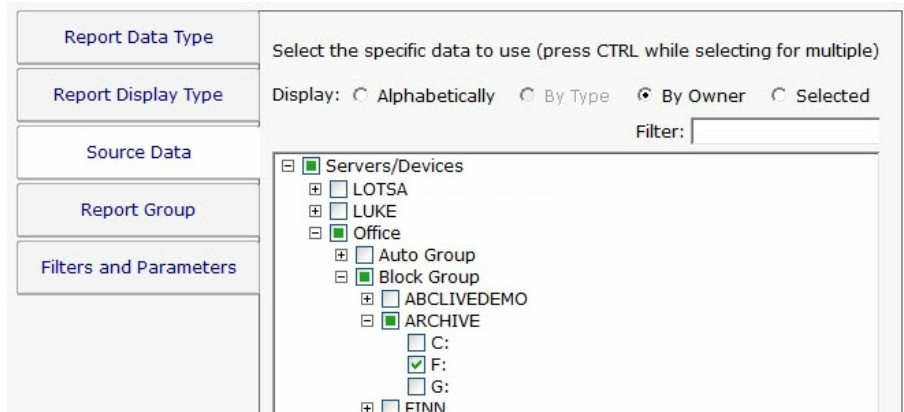 Report Data Type
Report Display Type
Source Data
Report Group
Filters and Parameters
Select the specific data to use (press CTRL while selecting for multiple)
Display: Alphabetically By Type By Owner Selected
Filter:
Servers/Devices
LOTSA
LUKE
Office
Auto Group
Block Group
ABCLIVEDEMO
ARCHIVE
C:
F:
G:
FINN